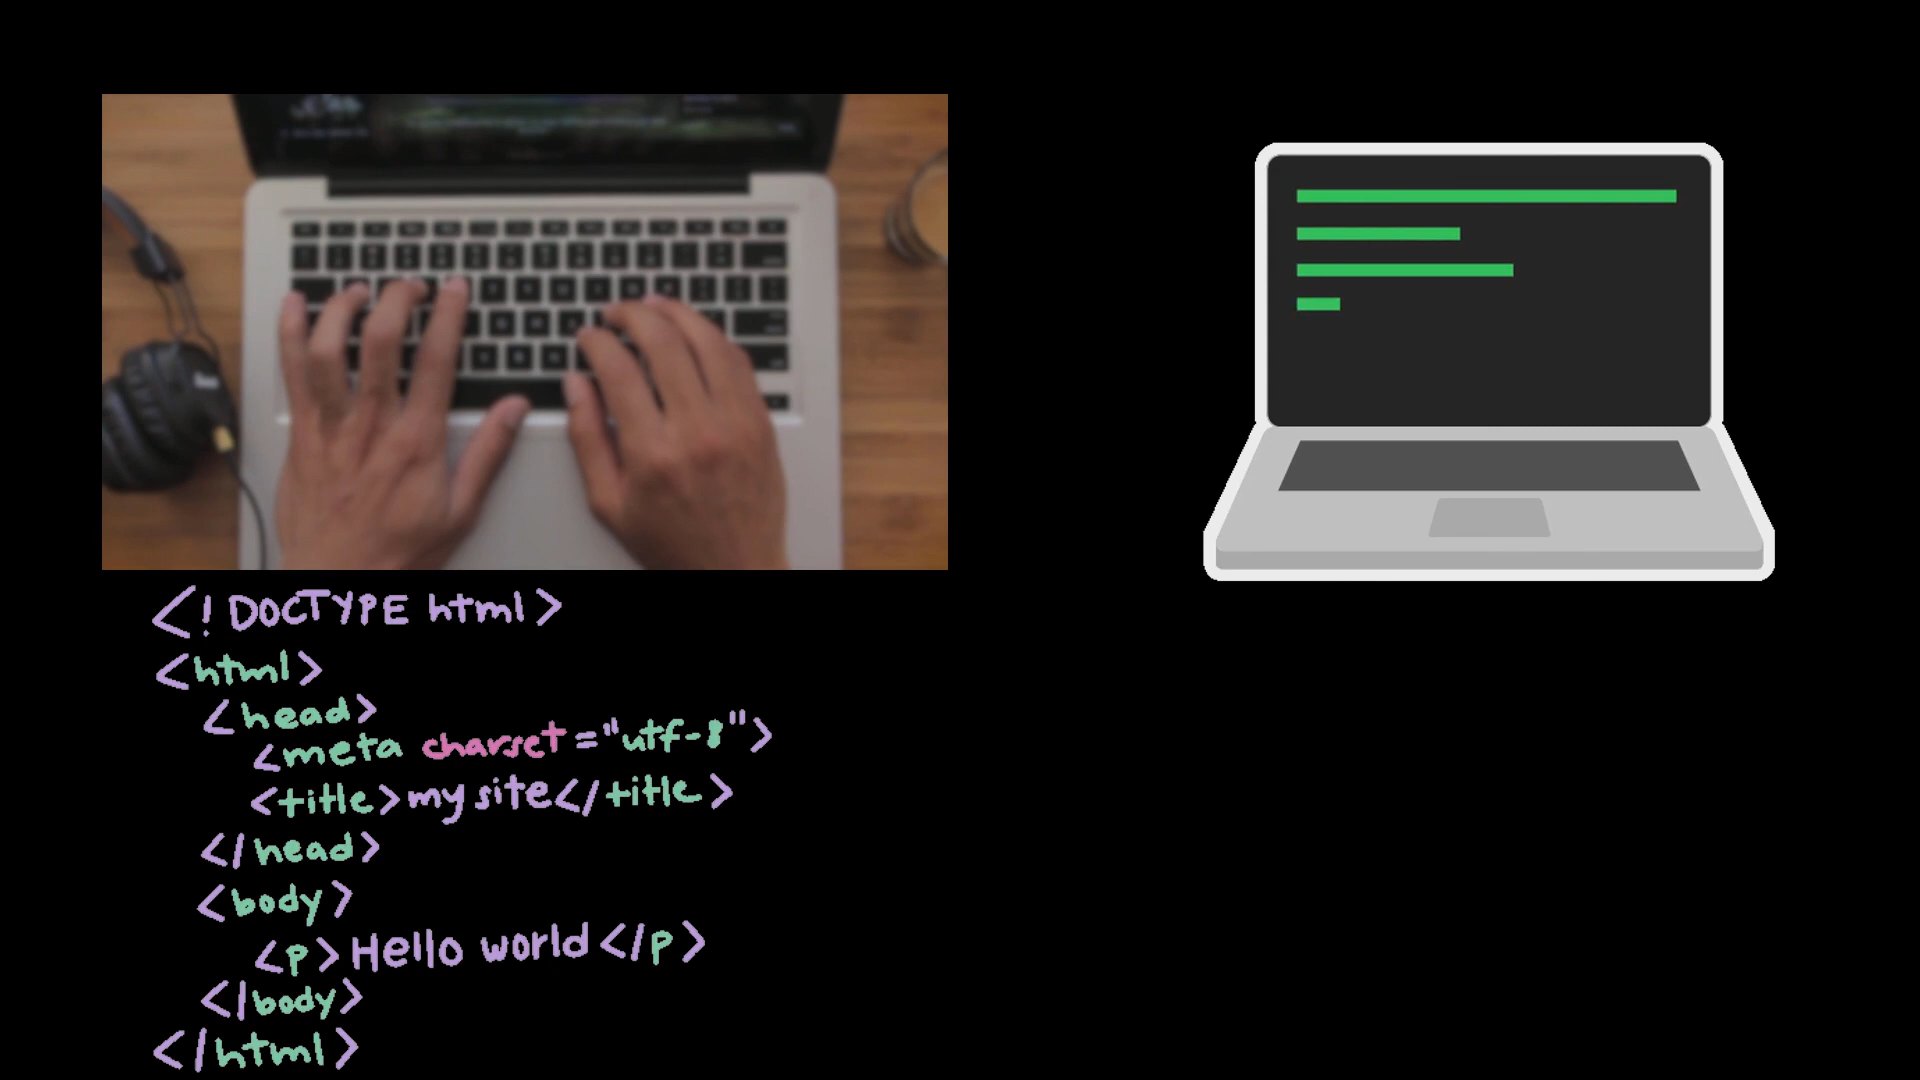 <!DOCTYPE html>
<html>
<head>
<meta charset="utf-8">
<title>my site</title>
</head>
<body>
<p>Hello world</p>
</body>
</html>